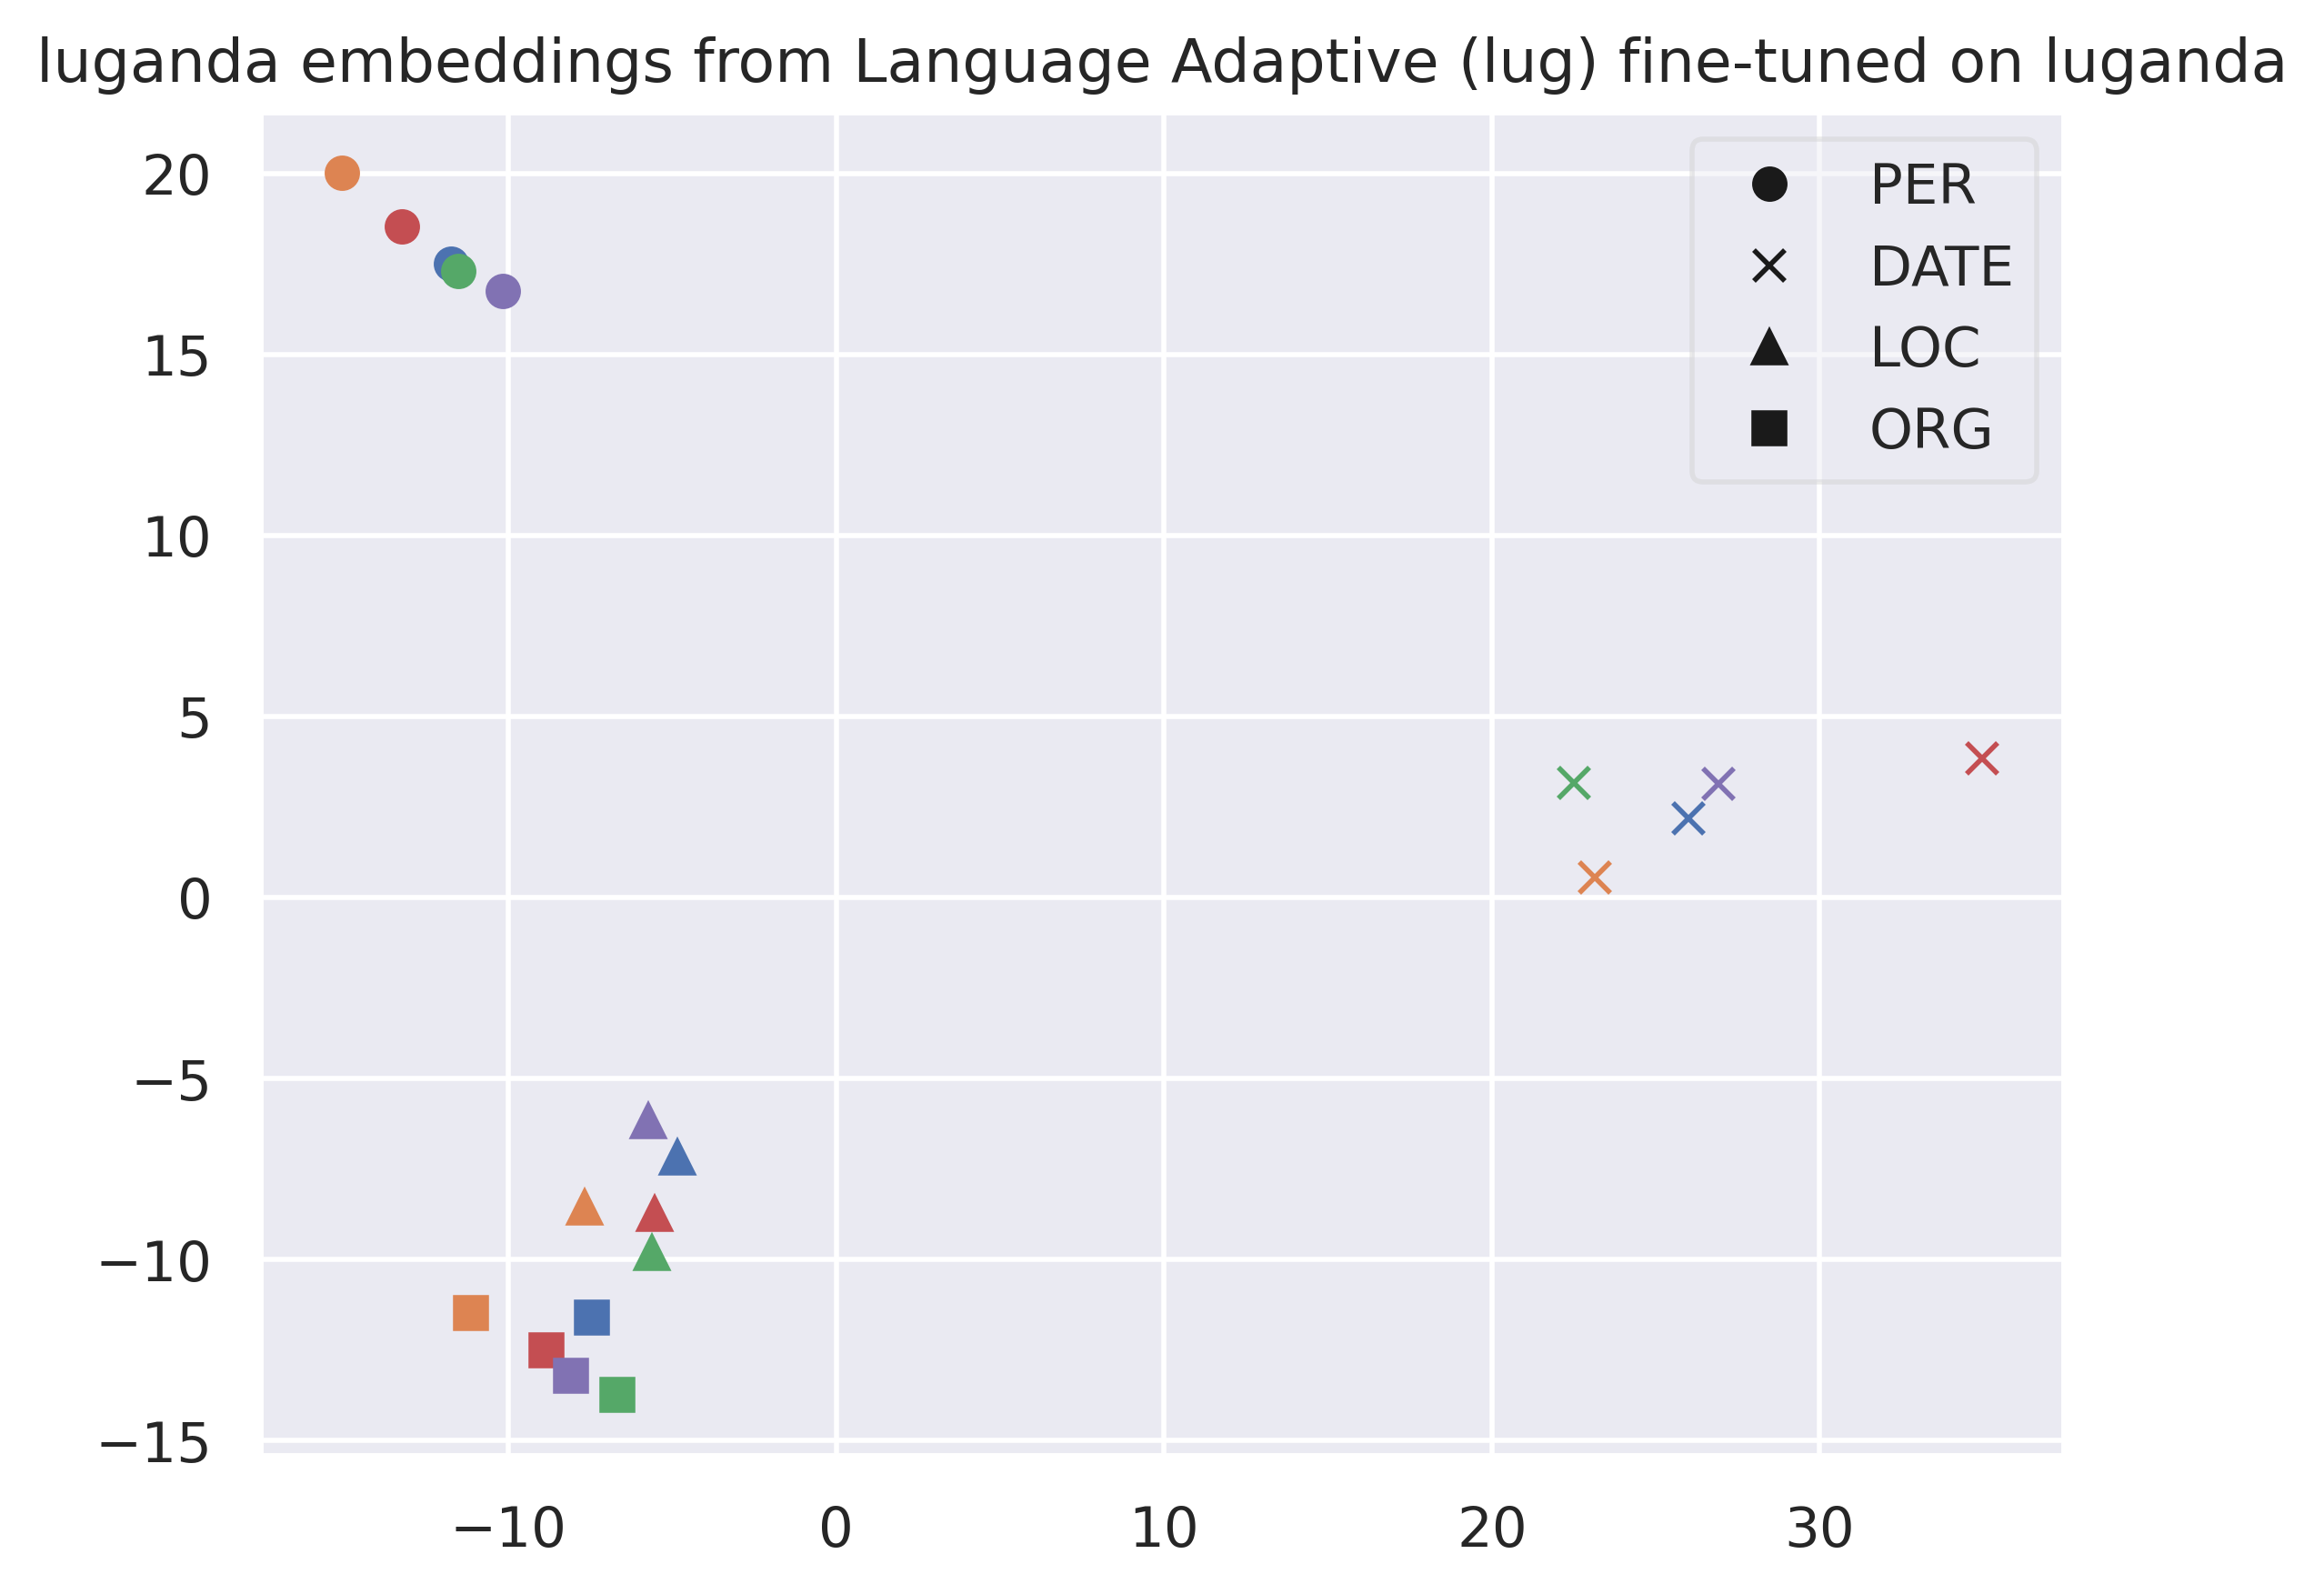 luganda embeddings from Language Adaptive (lug) fine-tuned on luganda
PER
DATE
LOC
ORG
20
15
10
5
0
−5
−10
−15
−10 0 10 20 30